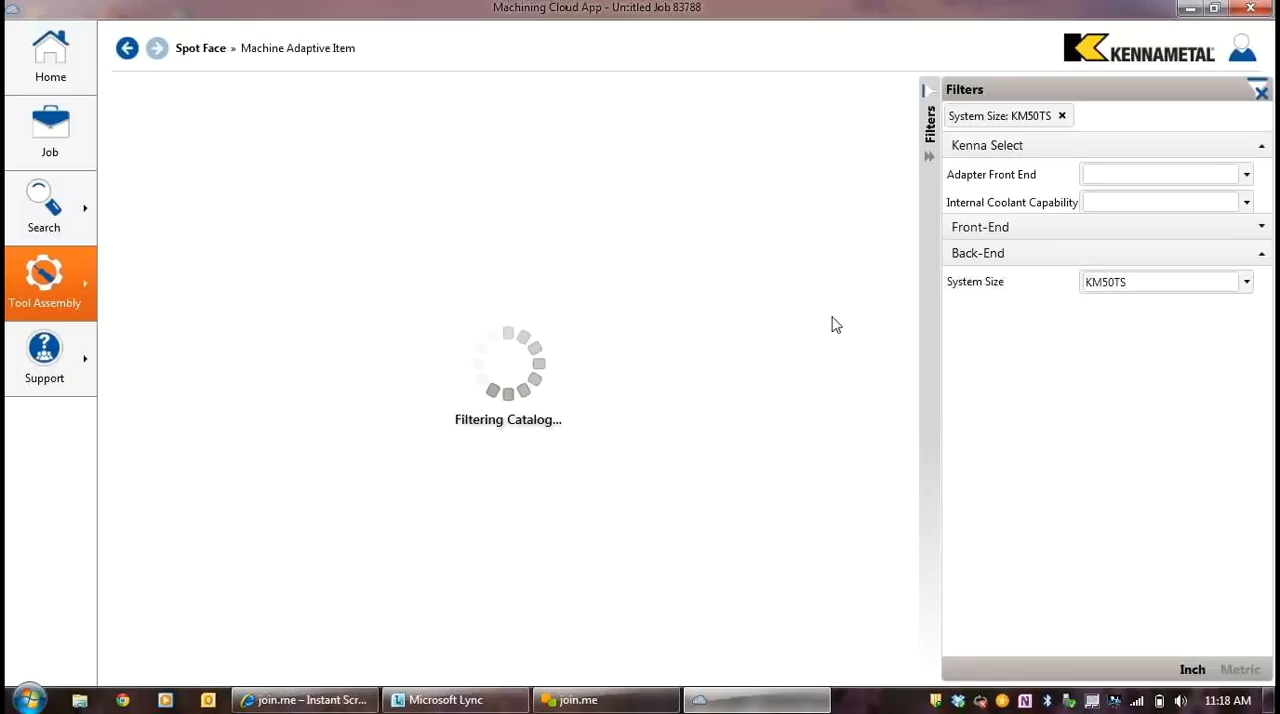 Machining Cloud App - Untitled Job 83788
Home
Job
Search
Tool Assembly
Support
Spot Face » Machine Adaptive Item
KENNAMETAL
Filtering Catalog...
Filters
Filters
System Size: KM50TS
Kenna Select
Adapter Front End
Internal Coolant Capability
Front-End
Back-End
System Size KM50TS
Inch Metric
join.me – Instant Scr... Microsoft Lync join.me 11:18 AM